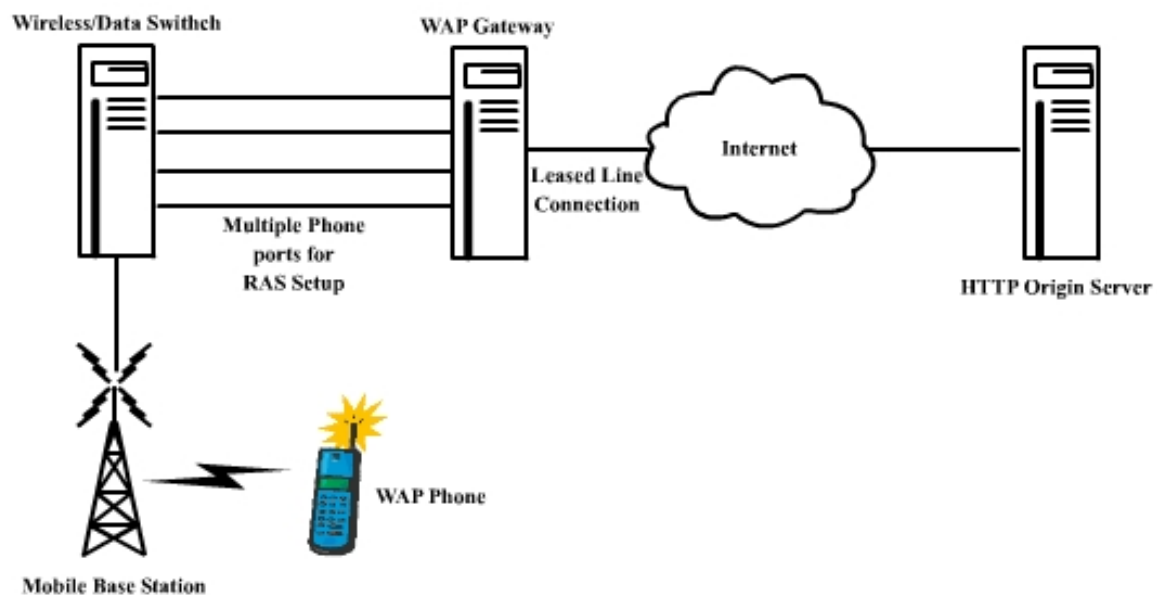 Wireless/Data Swithch
WAP Gateway
Internet
Leased Line
Connection
Multiple Phone
ports for
RAS Setup
HTTP Origin Server
WAP Phone
Mobile Base Station